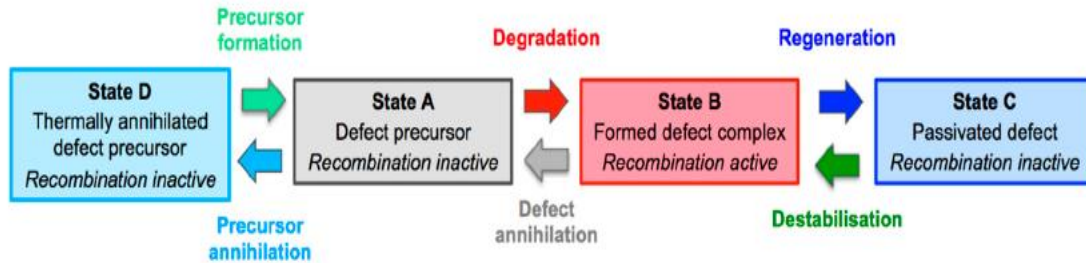 Precursor
formation
Degradation
Regeneration
State D
Thermally annihilated
defect precursor
Recombination inactive
State A
Defect precursor
Recombination inactive
State B
Formed defect complex
Recombination active
State C
Passivated defect
Recombination inactive
Precursor
annihilation
Defect
annihilation
Destabilisation